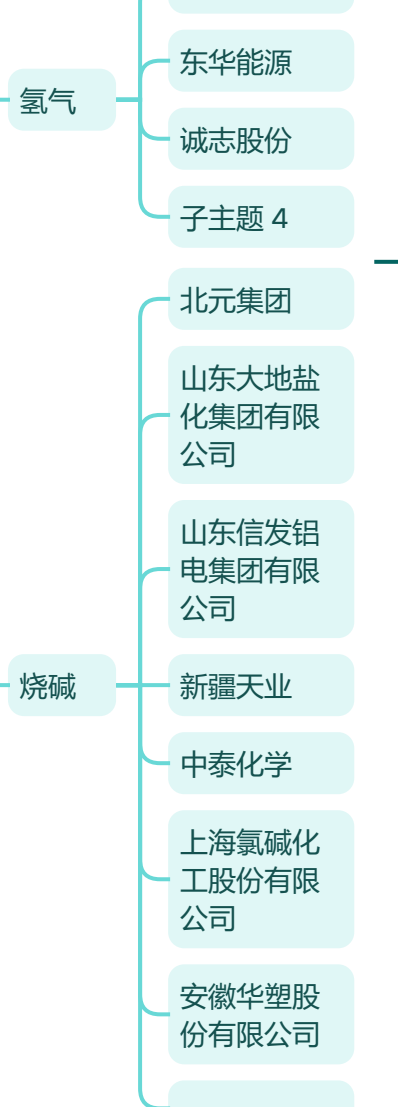 氢气
东华能源
诚志股份
子主题 4
烧碱
北元集团
山东大地盐
化集团有限
公司
山东信发铝
电集团有限
公司
新疆天业
中泰化学
上海氯碱化
工股份有限
公司
安徽华塑股
份有限公司